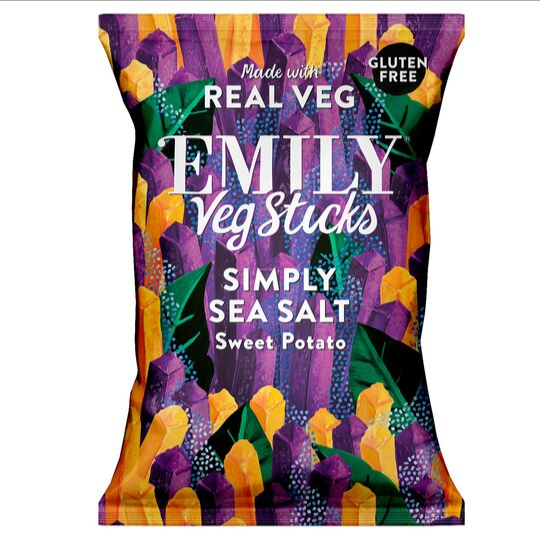 Made with
REAL VEG
GLUTEN
FREE
EMILY
Veg Sticks
SIMPLY
SEA SALT
Sweet Potato